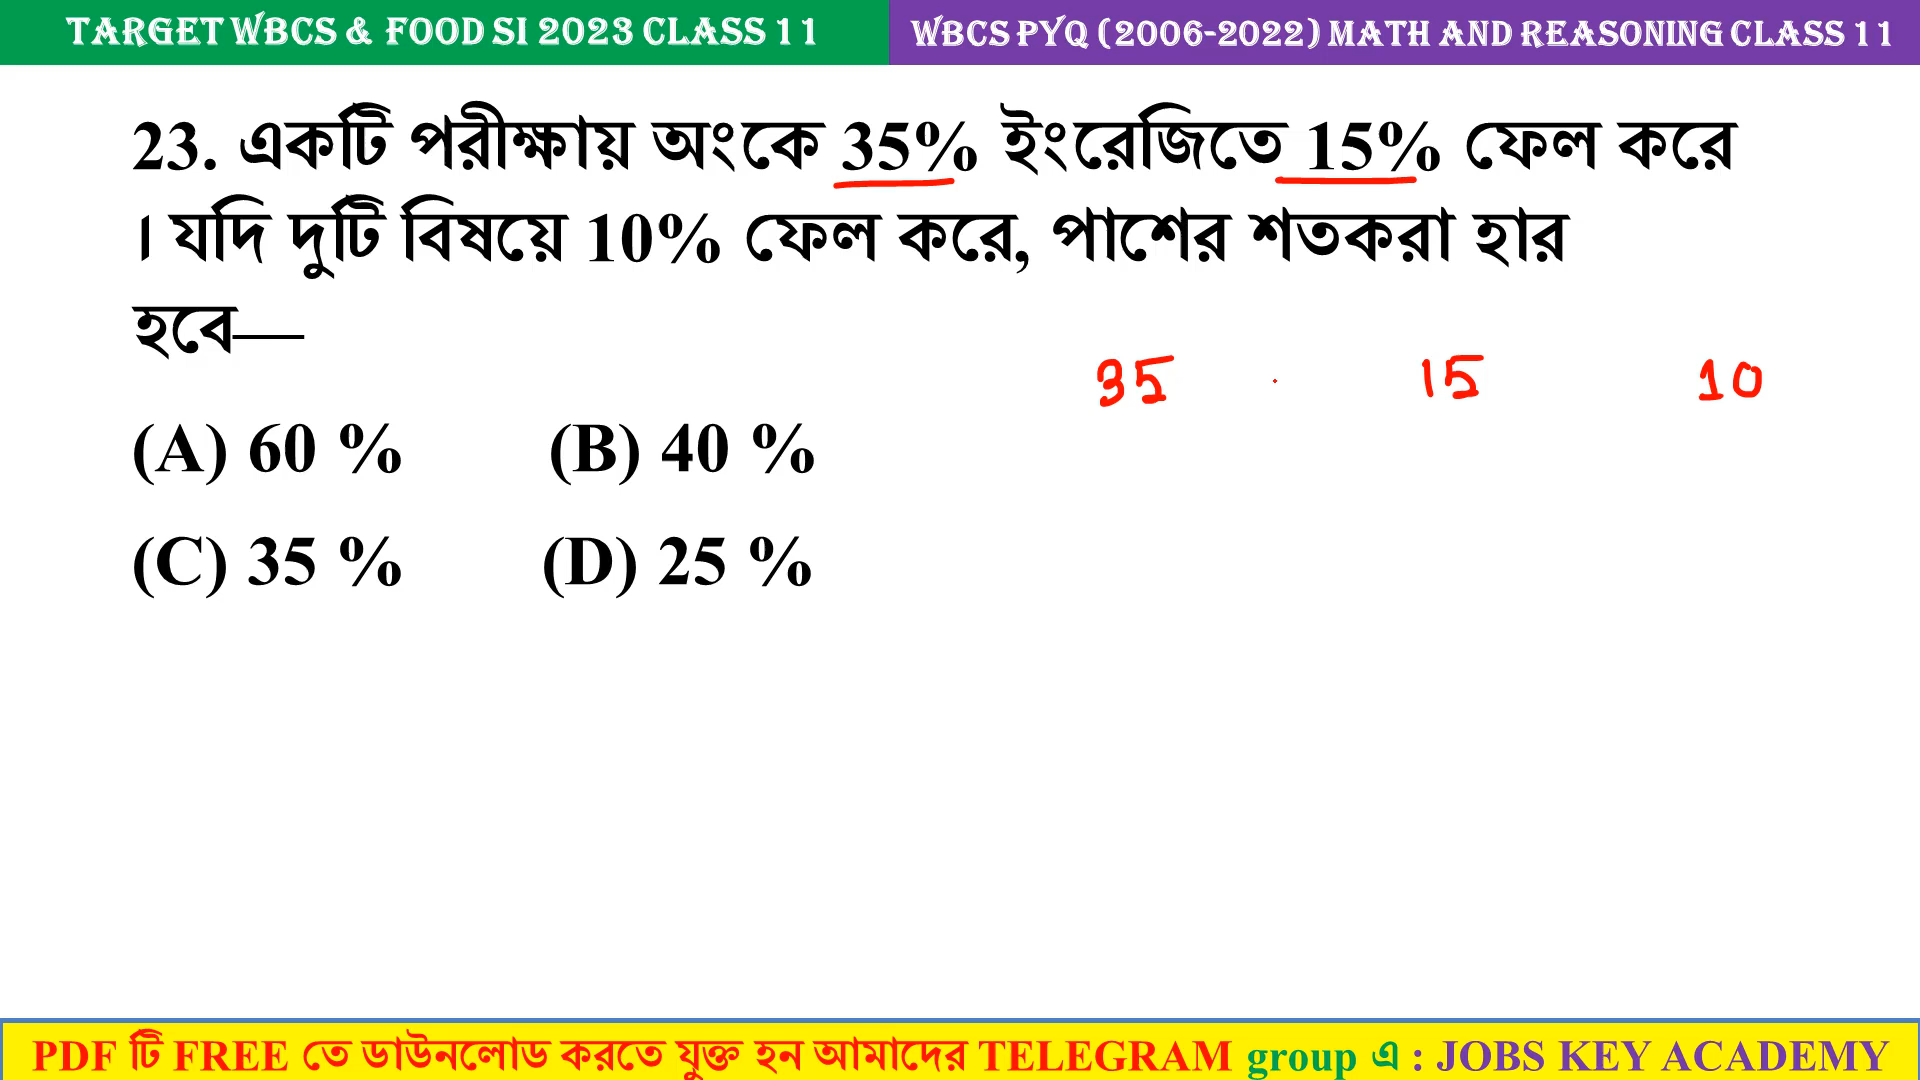 TARGET WBCS & FOOD SI 2023 CLASS 11
WBCS PYQ (2006-2022) MATH AND REASONING CLASS 11
23. একটি পরীক্ষায় অংকে 35% ইংরেজিতে 15% ফেল করে
। যদি দুটি বিষয়ে 10% ফেল করে, পাশের শতকরা হার
হবে—
35 15 10
(A) 60 % (B) 40 %
(C) 35 % (D) 25 %
PDF টি FREE তে ডাউনলোড করতে যুক্ত হন আমাদের TELEGRAM group এ : JOBS KEY ACADEMY